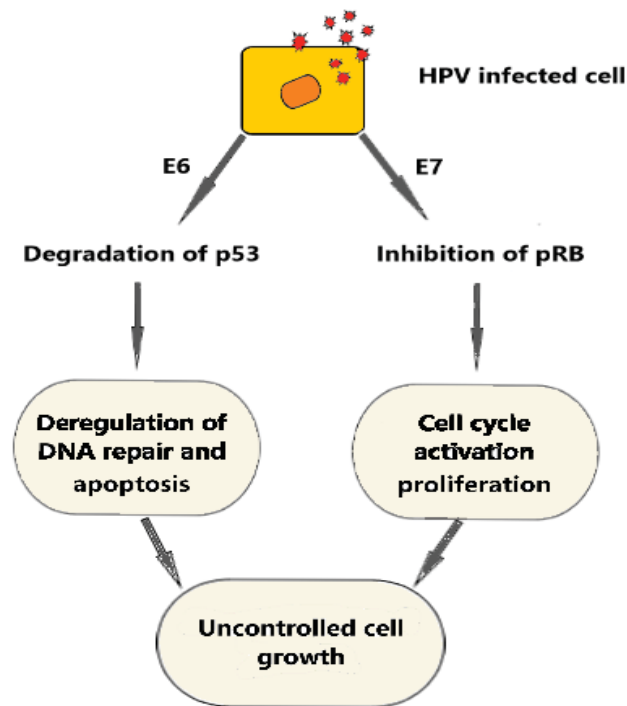 HPV infected cell
E6
E7
Degradation of p53
Inhibition of pRB
Deregulation of
DNA repair and
apoptosis
Cell cycle
activation
proliferation
Uncontrolled cell
growth